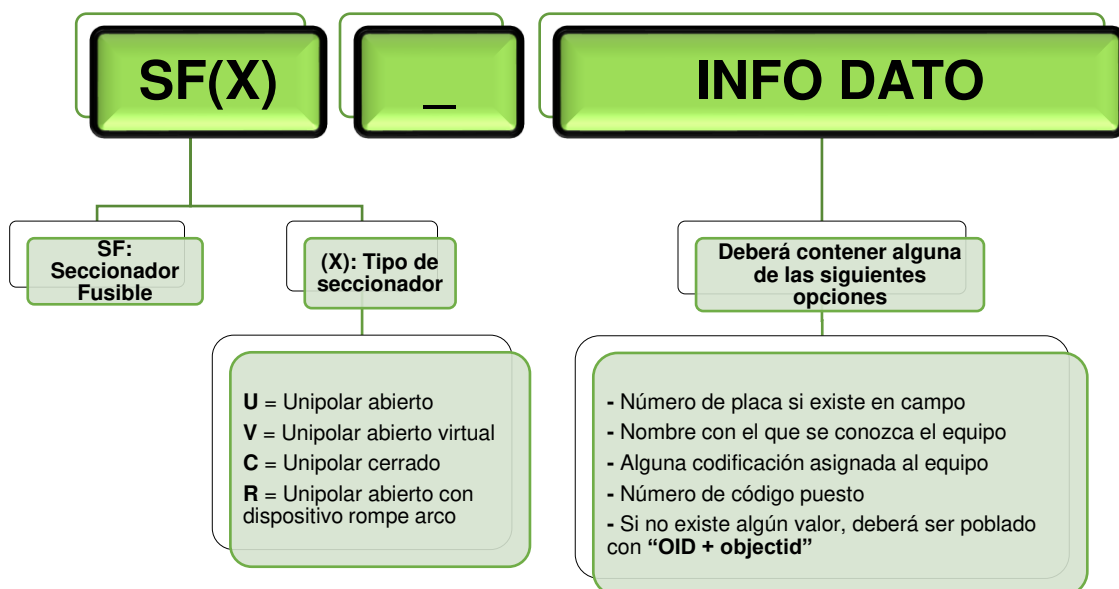 SF(X)
_
INFO DATO
SF:
Seccionador
Fusible
(X): Tipo de
seccionador
Deberá contener alguna
de las siguientes
opciones
U = Unipolar abierto
V = Unipolar abierto virtual
C = Unipolar cerrado
R = Unipolar abierto con
dispositivo rompe arco
- Número de placa si existe en campo
- Nombre con el que se conozca el equipo
- Alguna codificación asignada al equipo
- Número de código puesto
- Si no existe algún valor, deberá ser poblado
con “OID + objectid”